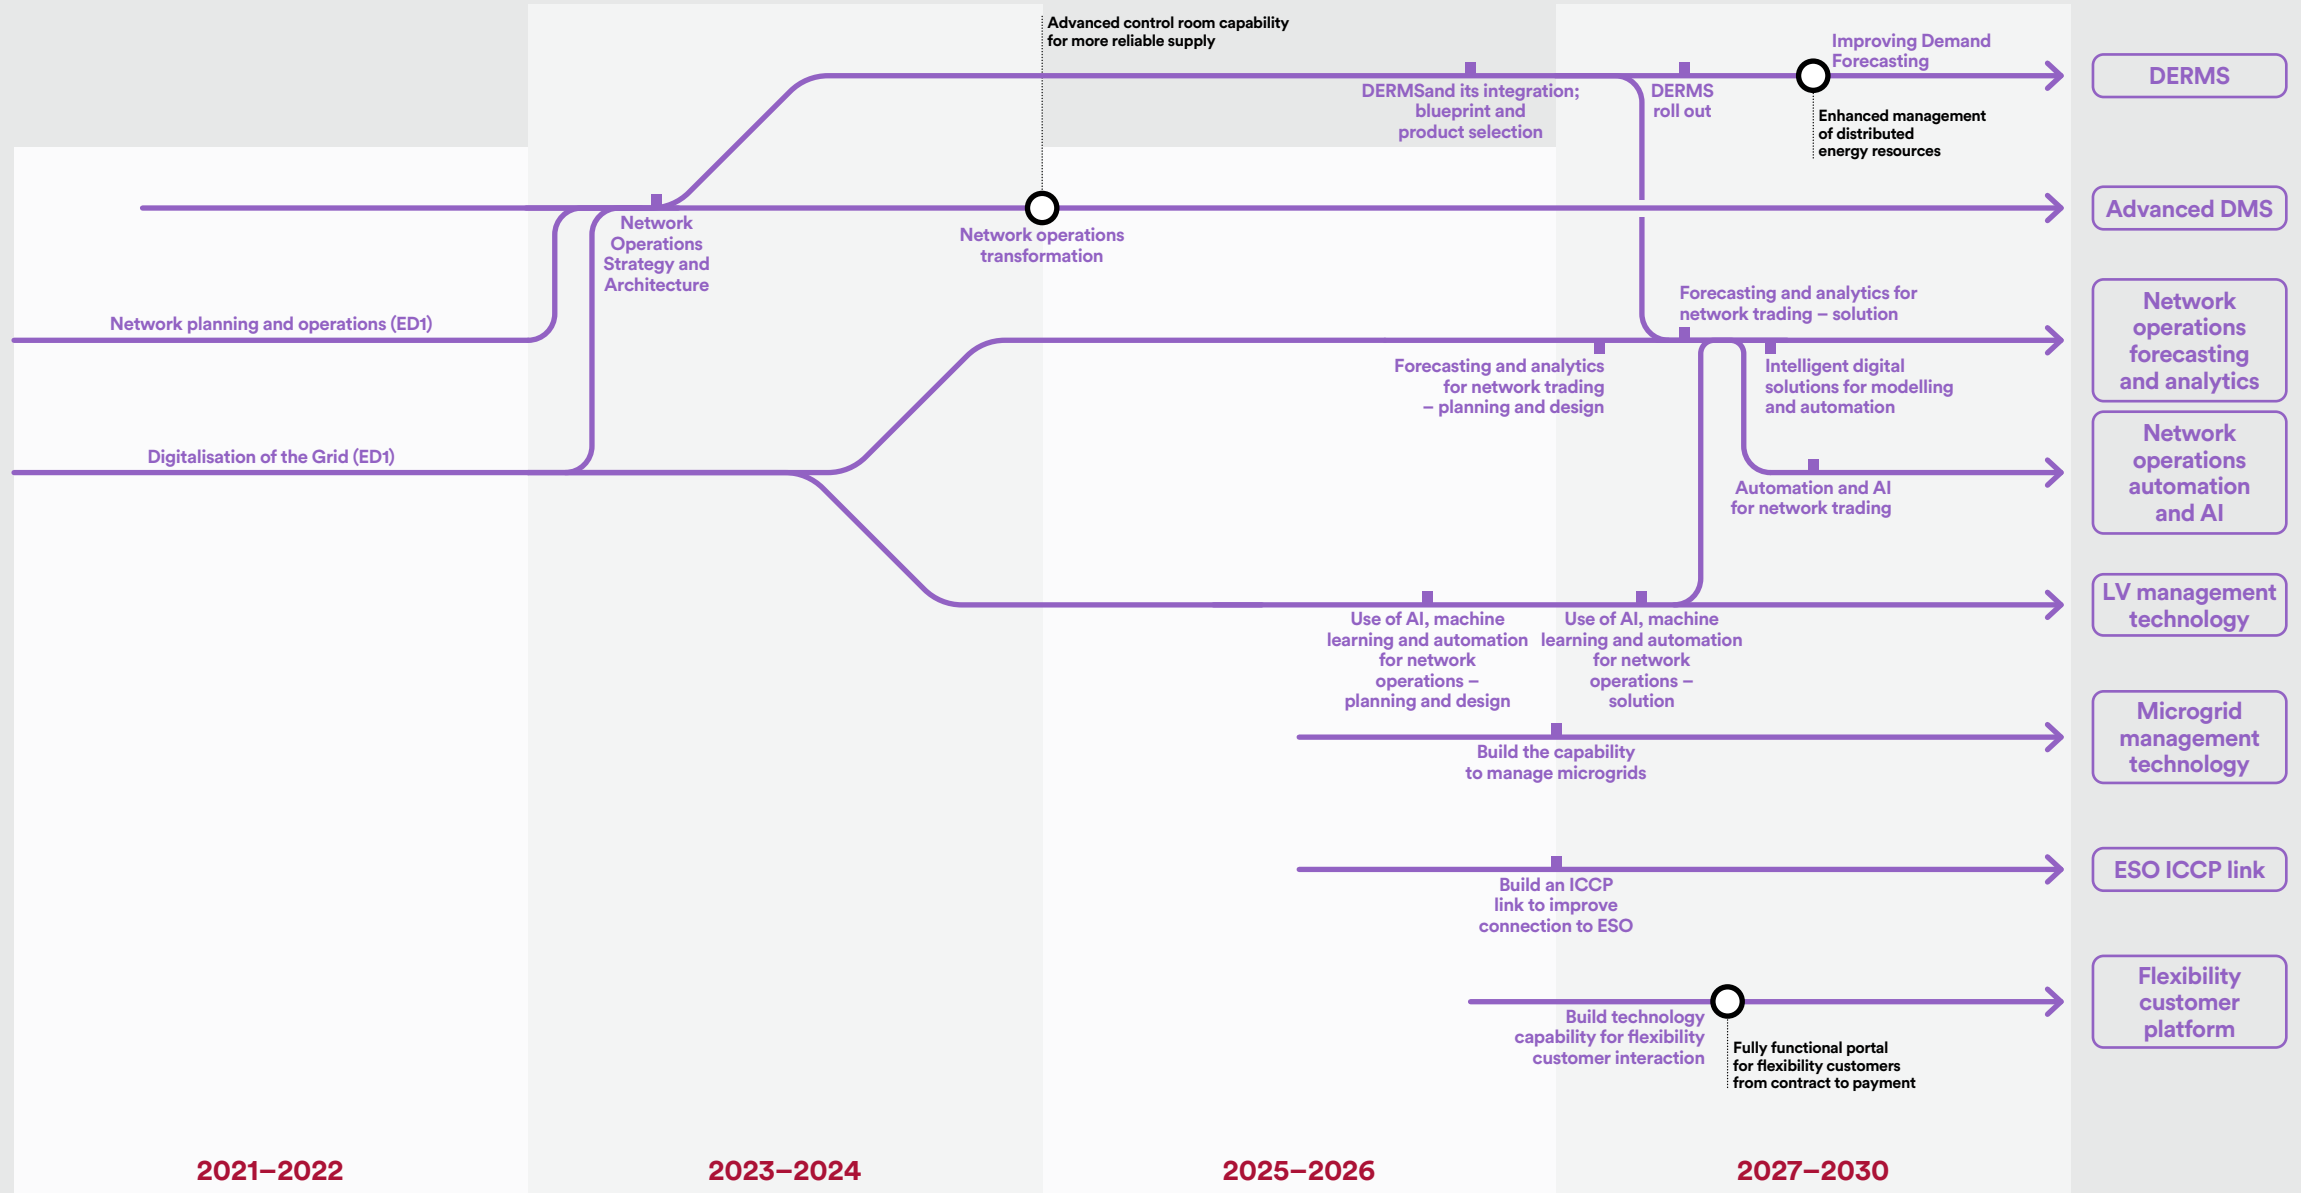 Advanced control room capability
for more reliable supply
Improving Demand
Forecasting
DERMS
DERMSand its integration;
blueprint and
product selection
DERMS
roll out
Enhanced management
of distributed
energy resources
Advanced DMS
Network
Operations
Strategy and
Architecture
Network operations
transformation
Network planning and operations (ED1)
Forecasting and analytics for
network trading – solution
Network
operations
forecasting
and analytics
Forecasting and analytics
for network trading
– planning and design
Intelligent digital
solutions for modelling
and automation
Digitalisation of the Grid (ED1)
Network
operations
automation
and AI
Automation and AI
for network trading
LV management
technology
Use of AI, machine
learning and automation
for network
operations –
planning and design
Use of AI, machine
learning and automation
for network
operations –
solution
Microgrid
management
technology
Build the capability
to manage microgrids
ESO ICCP link
Build an ICCP
link to improve
connection to ESO
Flexibility
customer
platform
Build technology
capability for flexibility
customer interaction
Fully functional portal
for flexibility customers
from contract to payment
2021–2022
2023–2024
2025–2026
2027–2030